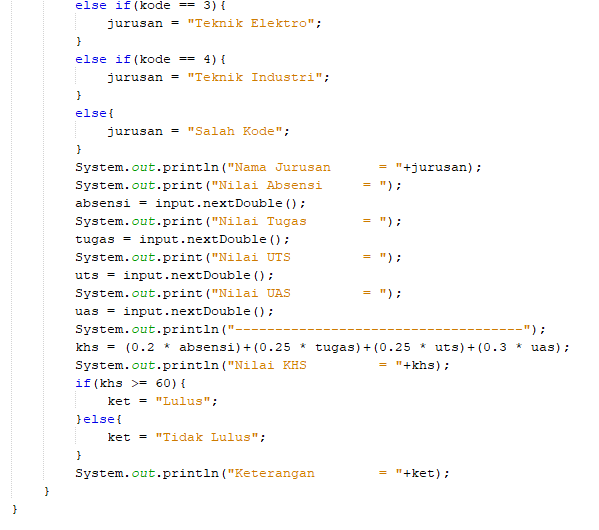 else if(kode == 3){
jurusan = "Teknik Elektro";
}
else if(kode == 4){
jurusan = "Teknik Industri";
}
else{
jurusan = "Salah Kode";
}
System.out.println("Nama Jurusan      = "+jurusan);
System.out.print("Nilai Absensi     = ");
absensi = input.nextDouble();
System.out.print("Nilai Tugas       = ");
tugas = input.nextDouble();
System.out.print("Nilai UTS         = ");
uts = input.nextDouble();
System.out.print("Nilai UAS         = ");
uas = input.nextDouble();
System.out.println("------------------------------------");
khs = (0.2 * absensi)+(0.25 * tugas)+(0.25 * uts)+(0.3 * uas);
System.out.println("Nilai KHS         = "+khs);
if(khs >= 60){
ket = "Lulus";
}else{
ket = "Tidak Lulus";
}
System.out.println("Keterangan        = "+ket);
}
}